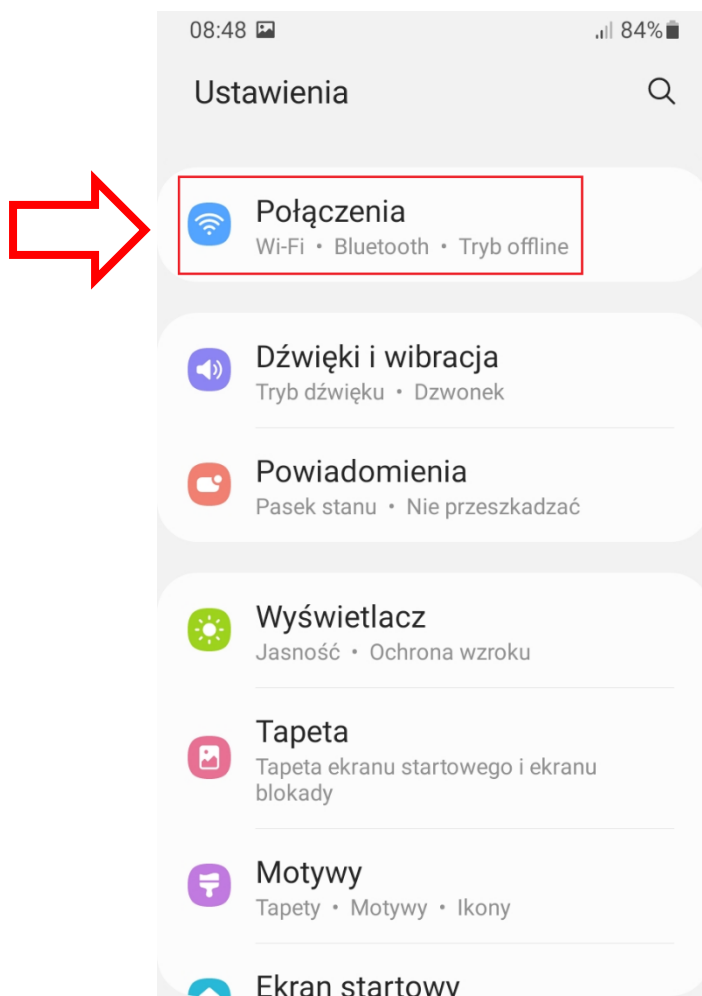 08:48 84%
Ustawienia
Połączenia
Wi-Fi • Bluetooth • Tryb offline
Dźwięki i wibracja
Tryb dźwięku • Dzwonek
Powiadomienia
Pasek stanu • Nie przeszkadzać
Wyświetlacz
Jasność • Ochrona wzroku
Tapeta
Tapeta ekranu startowego i ekranu
blokady
Motywy
Tapety • Motywy • Ikony
Ekran startowy